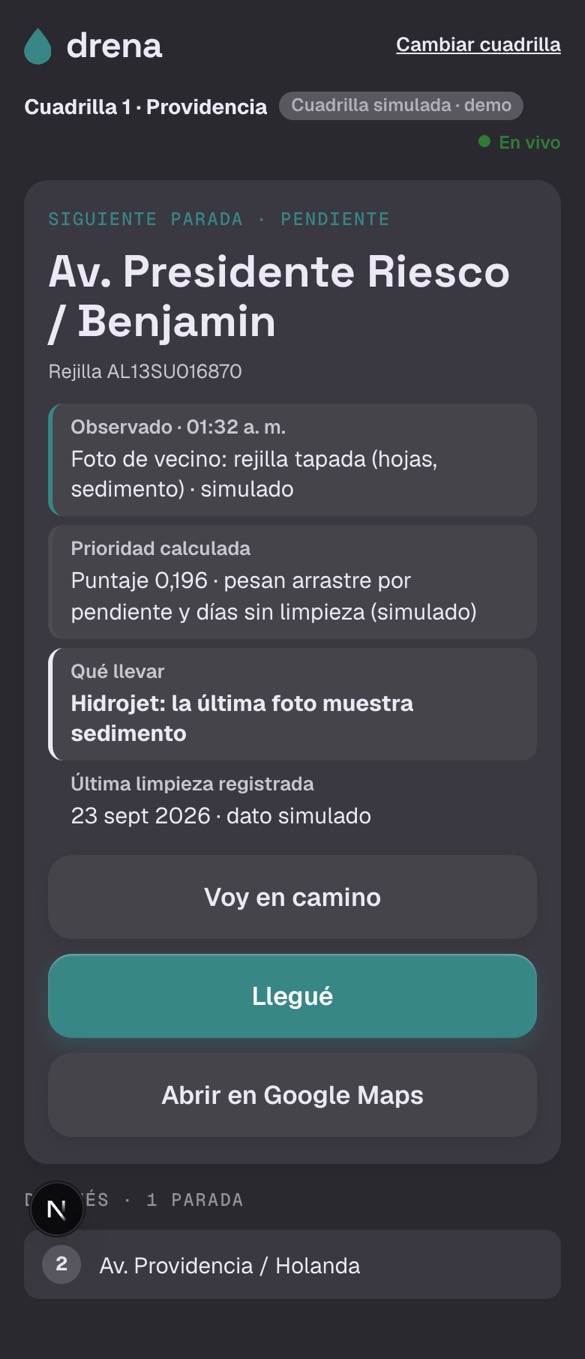 drena
Cambiar cuadrilla
Cuadrilla 1 · Providencia
Cuadrilla simulada · demo
En vivo
SIGUIENTE PARADA · PENDIENTE
Av. Presidente Riesco
/ Benjamin
Rejilla AL13SU016870
Observado · 01:32 a. m.
Foto de vecino: rejilla tapada (hojas,
sedimento) · simulado
Prioridad calculada
Puntaje 0,196 · pesan arrastre por
pendiente y días sin limpieza (simulado)
Qué llevar
Hidrojet: la última foto muestra
sedimento
Última limpieza registrada
23 sept 2026 · dato simulado
Voy en camino
Llegué
Abrir en Google Maps
· 1 PARADA
N
2 Av. Providencia / Holanda